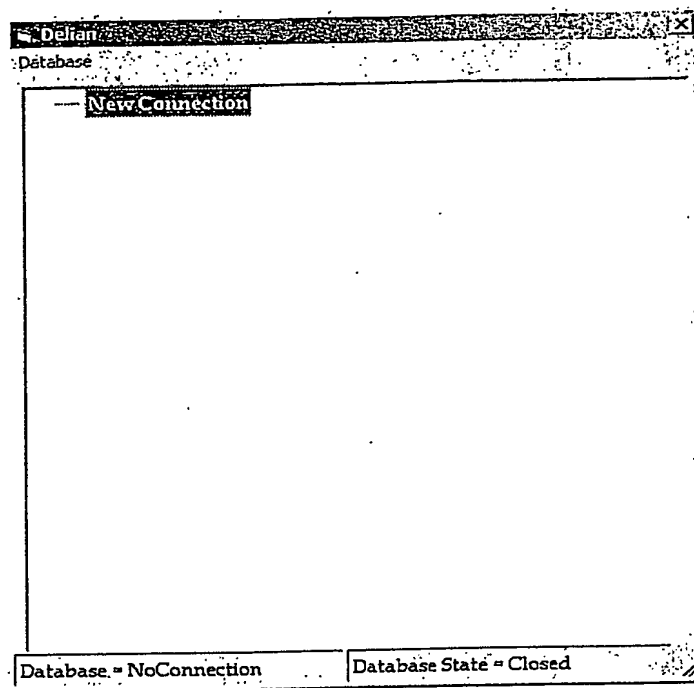 Delian
Database
New Connection
Database = NoConnection
Database State = Closed